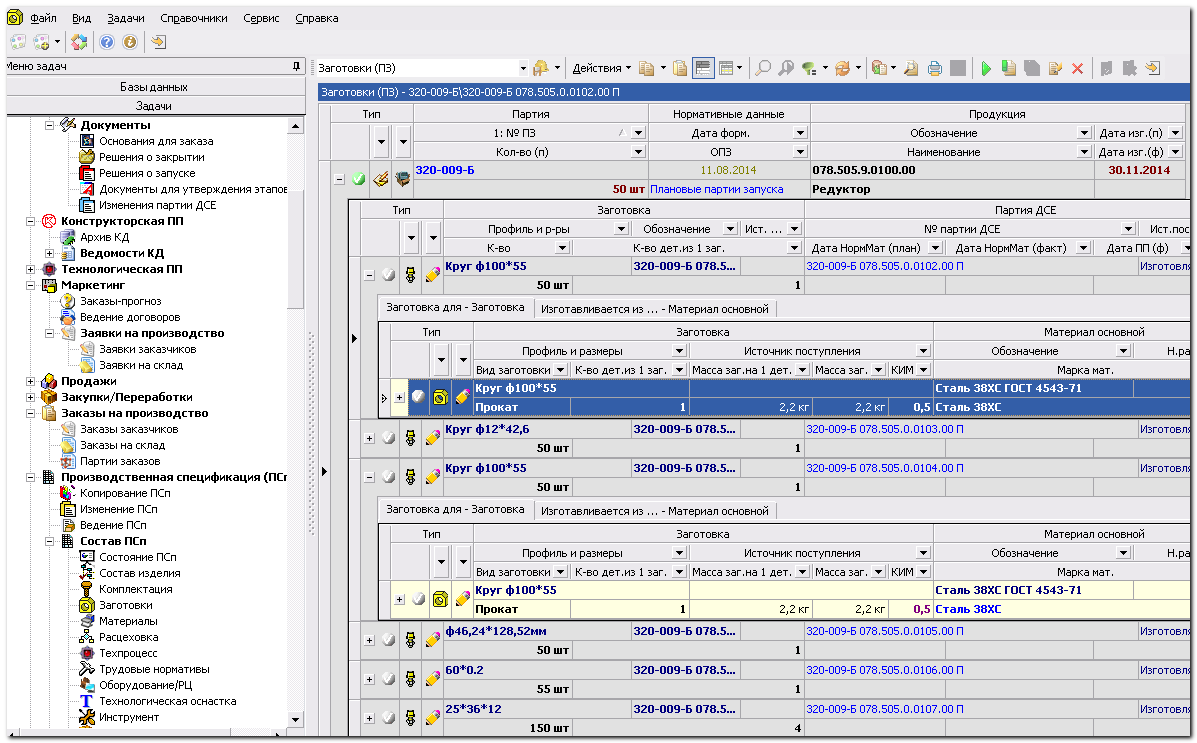 Файл Вид Задачи Справочники Сервис Справка
Меню задач
Базы данных
Задачи
Документы
Основания для заказа
Решения о закрытии
Решения о запуске
Документы для утверждения этапов
Изменения партии ДСЕ
Конструкторская ПП
Архив КД
Ведомости КД
Технологическая ПП
Маркетинг
Заказы-прогноз
Ведение договоров
Заявки на производство
Заявки заказчиков
Заявки на склад
Продажи
Закупки/Переработки
Заказы на производство
Заказы заказчиков
Заказы на склад
Партии заказов
Производственная спецификация (ПСп
Копирование ПСп
Изменение ПСп
Ведение ПСп
Состав ПСп
Состояние ПСп
Состав изделия
Комплектация
Заготовки
Материалы
Расцеховка
Техпроцесс
Трудовые нормативы
Оборудование/РЦ
Технологическая оснастка
Инструмент
Заготовки (ПЗ) Действия
Заготовки (ПЗ) - 320-009-Б\320-009-Б 078.505.0.0102.00 П
Тип Партия Нормативные данные Продукция
1: № ПЗ Дата форм. Обозначение Дата изг.(п)
Кол-во (п) ОПЗ Наименование Дата изг.(ф)
320-009-Б 11.08.2014 078.505.9.0100.00 30.11.2014
50 шт Плановые партии запуска Редуктор
Тип Заготовка Партия ДСЕ
Профиль и р-ры Обозначение Ист. ... № партии ДСЕ Ист.пос
К-во К-во дет.из 1 заг. Дата НормМат (план) Дата НормМат (факт) Дата ПП (ф)
Круг ф100*55 320-009-Б 078.5... 320-009-Б 078.505.0.0102.00 П Изготовля
50 шт 1
Заготовка для - Заготовка Изготавливается из ... - Материал основной
Тип Заготовка Материал основной
Профиль и размеры Источник поступления Обозначение Н.ра
Вид заготовки К-во дет.из 1 заг. Масса заг.на 1 дет. Масса заг. КИМ Марка мат.
Круг ф100*55 Сталь 38ХС ГОСТ 4543-71
Прокат 1 2,2 кг 2,2 кг 0,5 Сталь 38ХС
Круг ф12*42,6 320-009-Б 078.5... 320-009-Б 078.505.0.0103.00 П Изготовля
50 шт 1
Круг ф100*55 320-009-Б 078.5... 320-009-Б 078.505.0.0104.00 П Изготовля
50 шт 1
Заготовка для - Заготовка Изготавливается из ... - Материал основной
Тип Заготовка Материал основной
Профиль и размеры Источник поступления Обозначение Н.ра
Вид заготовки К-во дет.из 1 заг. Масса заг.на 1 дет. Масса заг. КИМ Марка мат.
Круг ф100*55 Сталь 38ХС ГОСТ 4543-71
Прокат 1 2,2 кг 2,2 кг 0,5 Сталь 38ХС
ф46,24*128,52мм 320-009-Б 078.5... 320-009-Б 078.505.0.0105.00 П Изготовля
50 шт 1
60*0.2 320-009-Б 078.5... 320-009-Б 078.505.0.0106.00 П Изготовля
55 шт 1
25*36*12 320-009-Б 078.5... 320-009-Б 078.505.0.0107.00 П Изготовля
150 шт 4